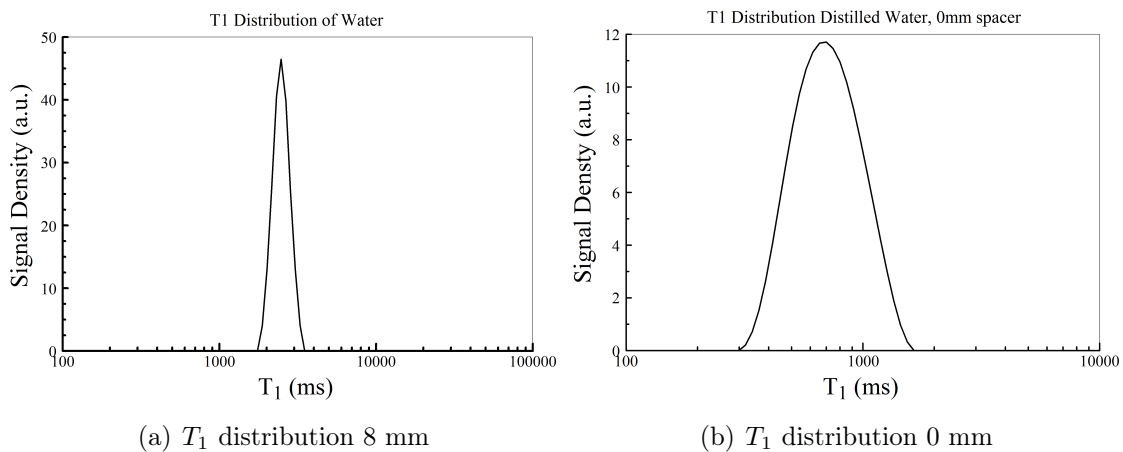 T1 Distribution of Water
50
40
30
20
10
0
Signal Density (a.u.)
100
1000
10000
100000
T1 (ms)
(a) T1 distribution 8 mm
T1 Distribution Distilled Water, 0mm spacer
12
10
8
6
4
2
0
Signal Densty (a.u.)
100
1000
10000
T1 (ms)
(b) T1 distribution 0 mm